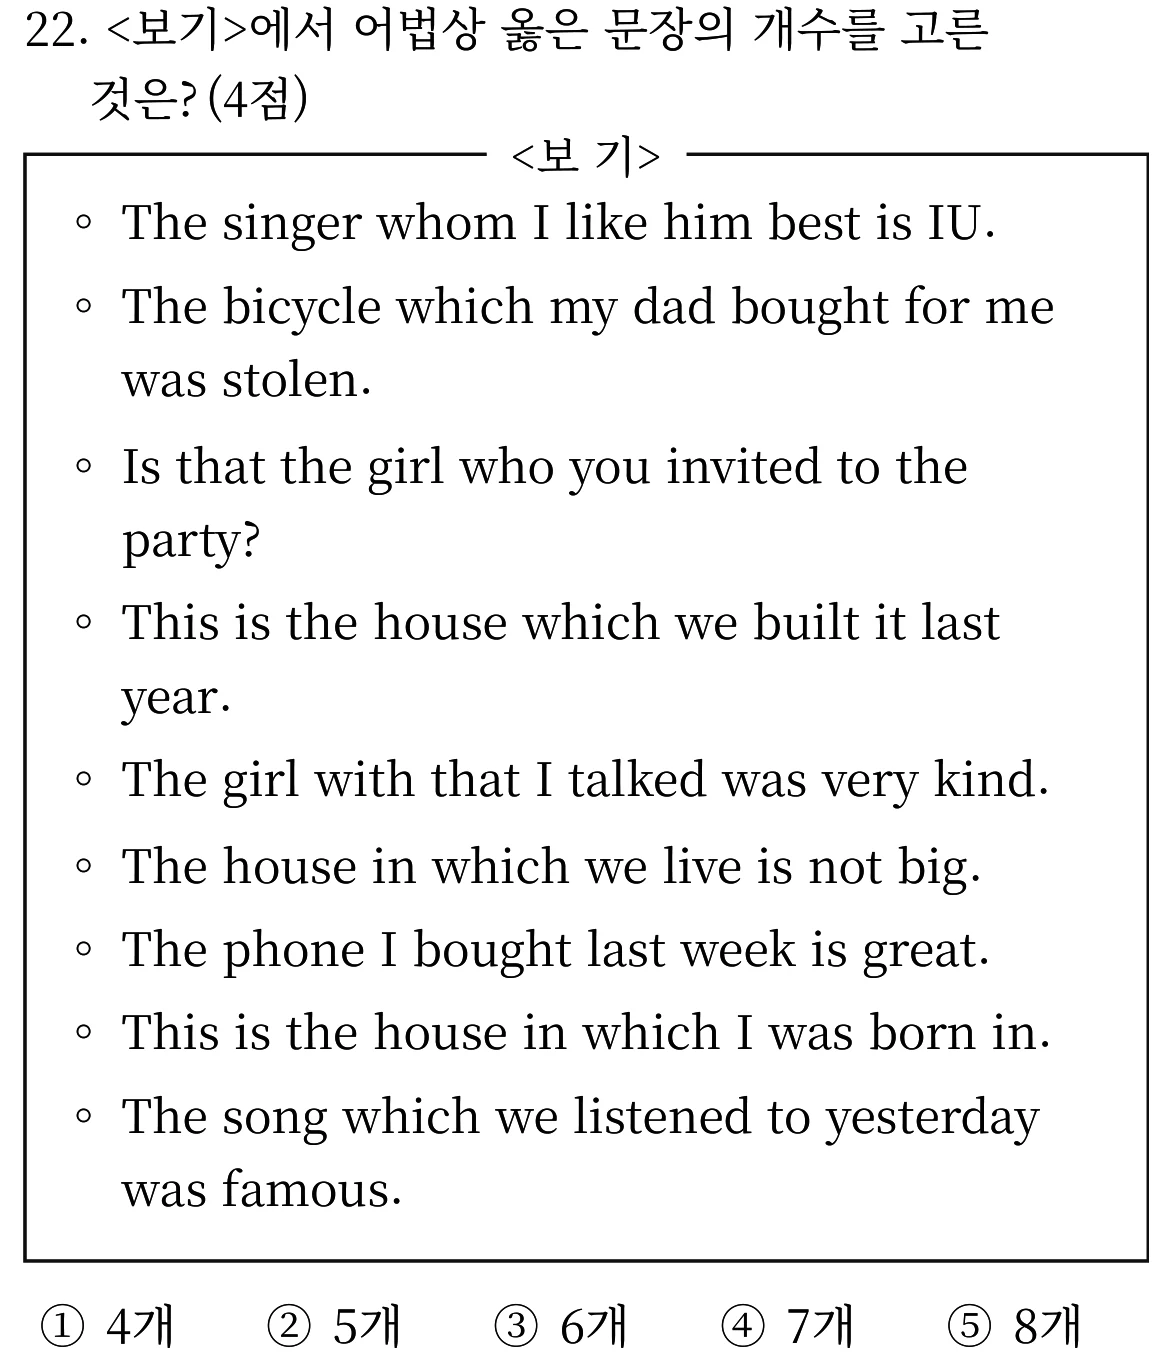 22. <보기>에서 어법상 옳은 문장의 개수를 고른
것은? (4점)
<보 기>
◦ The singer whom I like him best is IU.
◦ The bicycle which my dad bought for me
was stolen.
◦ Is that the girl who you invited to the
party?
◦ This is the house which we built it last
year.
◦ The girl with that I talked was very kind.
◦ The house in which we live is not big.
◦ The phone I bought last week is great.
◦ This is the house in which I was born in.
◦ The song which we listened to yesterday
was famous.
① 4개 ② 5개 ③ 6개 ④ 7개 ⑤ 8개